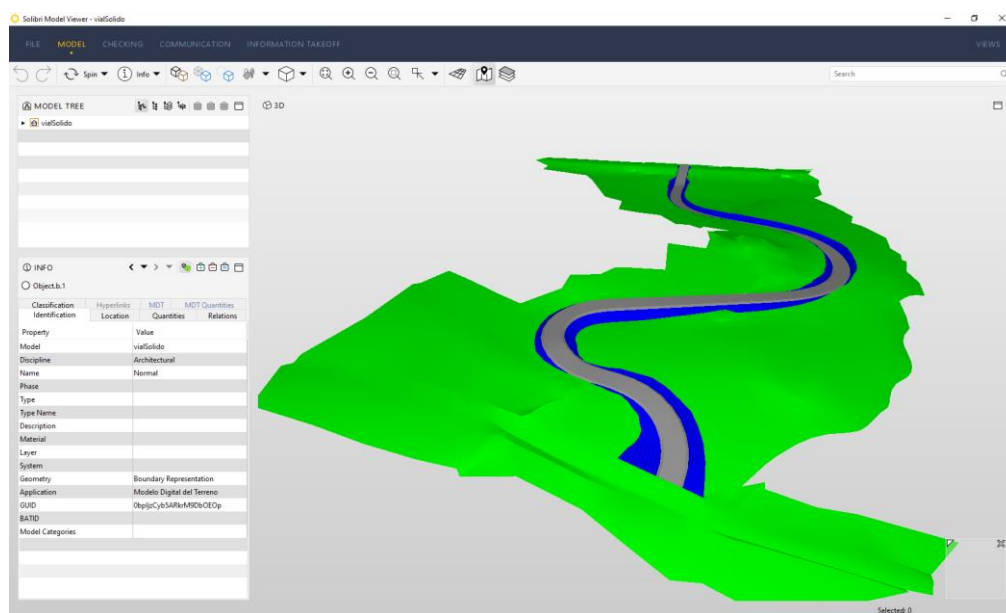 Solibri Model Viewer - vialSolido
FILE MODEL CHECKING COMMUNICATION INFORMATION TAKEOFF VIEWS
Spin Info Search
MODEL TREE
vialSolido
3D
INFO
Object.b.1
Classification Hyperlinks MDT MDT Quantities
Identification Location Quantities Relations
Property Value
Model vialSolido
Discipline Architectural
Name Normal
Phase
Type
Type Name
Description
Material
Layer
System
Geometry Boundary Representation
Application Modelo Digital del Terreno
GUID
BATID
Model Categories
Selected: 0